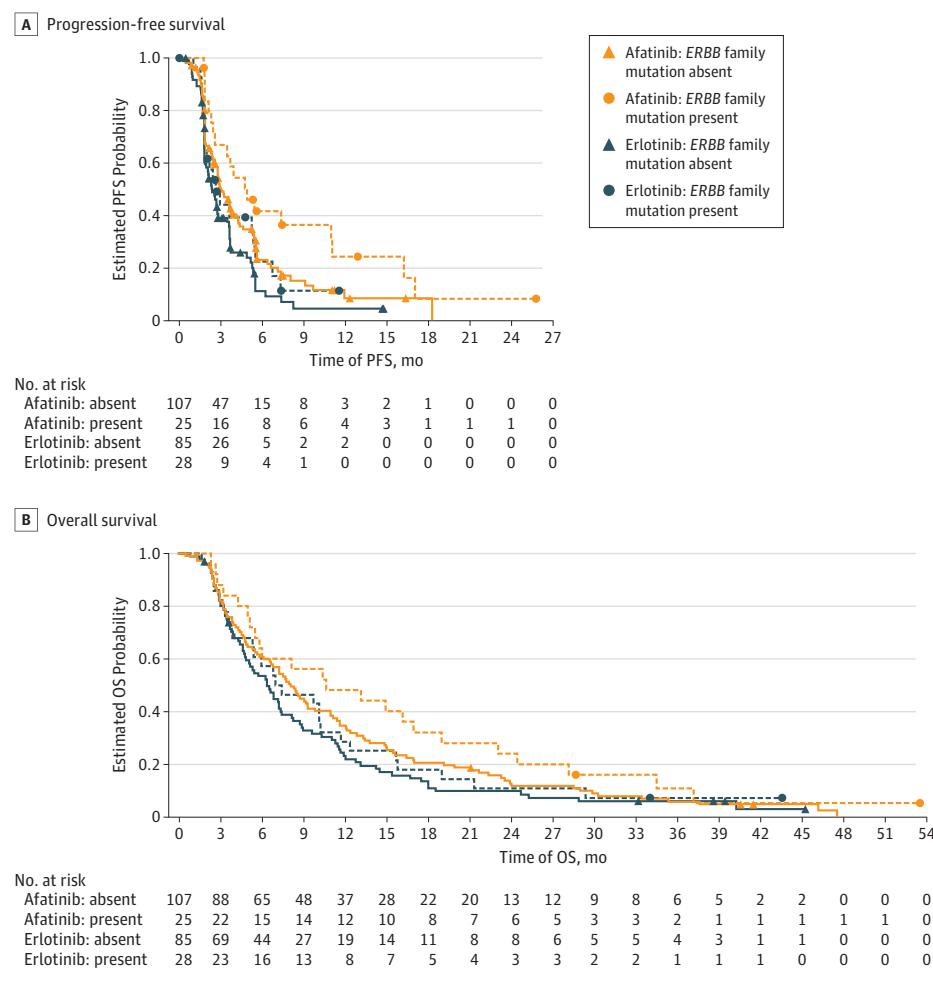 A Progression-free survival
1.0
0.8
0.6
0.4
0.2
0
Estimated PFS Probability
0 3 6 9 12 15 18 21 24 27
Time of PFS, mo
Afatinib: ERBB family
mutation absent
Afatinib: ERBB family
mutation present
Erlotinib: ERBB family
mutation absent
Erlotinib: ERBB family
mutation present
No. at risk
Afatinib: absent 107 47 15 8 3 2 1 0 0 0
Afatinib: present 25 16 8 6 4 3 1 1 1 0
Erlotinib: absent 85 26 5 2 2 0 0 0 0 0
Erlotinib: present 28 9 4 1 0 0 0 0 0 0
B Overall survival
1.0
0.8
0.6
0.4
0.2
0
Estimated OS Probability
0 3 6 9 12 15 18 21 24 27 30 33 36 39 42 45 48 51 54
Time of OS, mo
No. at risk
Afatinib: absent 107 88 65 48 37 28 22 20 13 12 9 8 6 5 2 2 0 0 0
Afatinib: present 25 22 15 14 12 10 8 7 6 5 3 3 2 1 1 1 1 1 0
Erlotinib: absent 85 69 44 27 19 14 11 8 8 6 5 5 4 3 1 1 0 0 0
Erlotinib: present 28 23 16 13 8 7 5 4 3 3 2 2 1 1 1 0 0 0 0